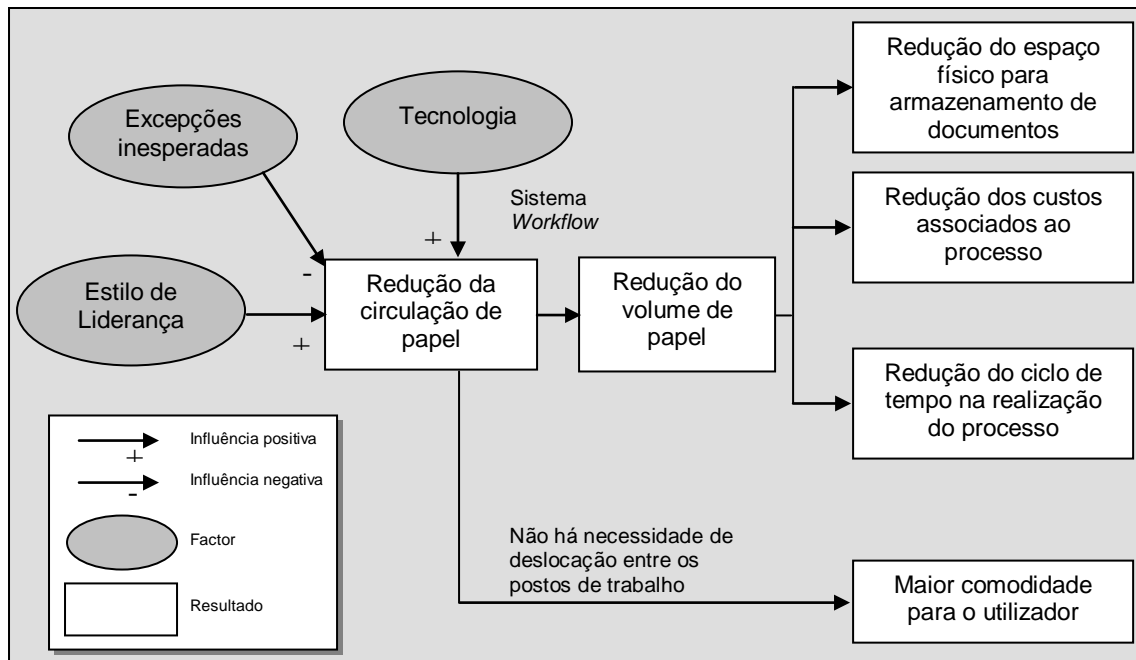 Excepções
inesperadas
Tecnologia
Sistema
Workflow
+
-
Estilo de
Liderança
+
Redução da
circulação de
papel
Redução do
volume de
papel
Redução do espaço
físico para
armazenamento de
documentos
Redução dos custos
associados ao
processo
Redução do ciclo de
tempo na realização
do processo
Não há necessidade de
deslocação entre os
postos de trabalho
Maior comodidade
para o utilizador
Influência positiva
+
Influência negativa
-
Factor
Resultado